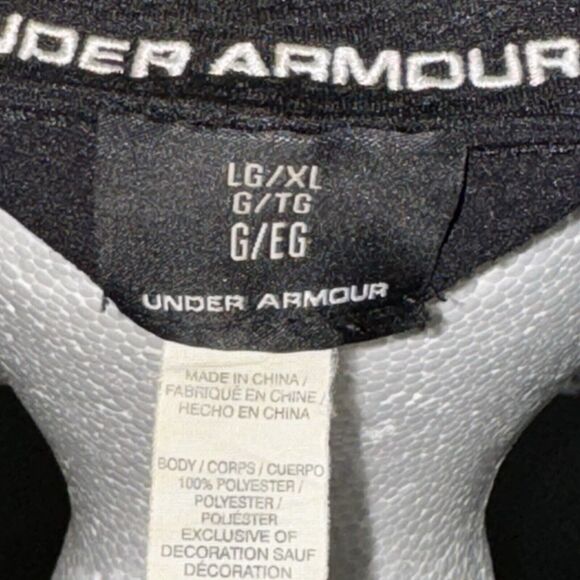 UNDER ARMOUR
LG/XL
G/TG
G/EG
UNDER ARMOUR
MADE IN CHINA /
FABRIQUÉ EN CHINE /
HECHO EN CHINA
BODY / CORPS / CUERPO
100% POLYESTER /
POLYESTER /
POLIÉSTER
EXCLUSIVE OF
DECORATION SAUF
DÉCORATION